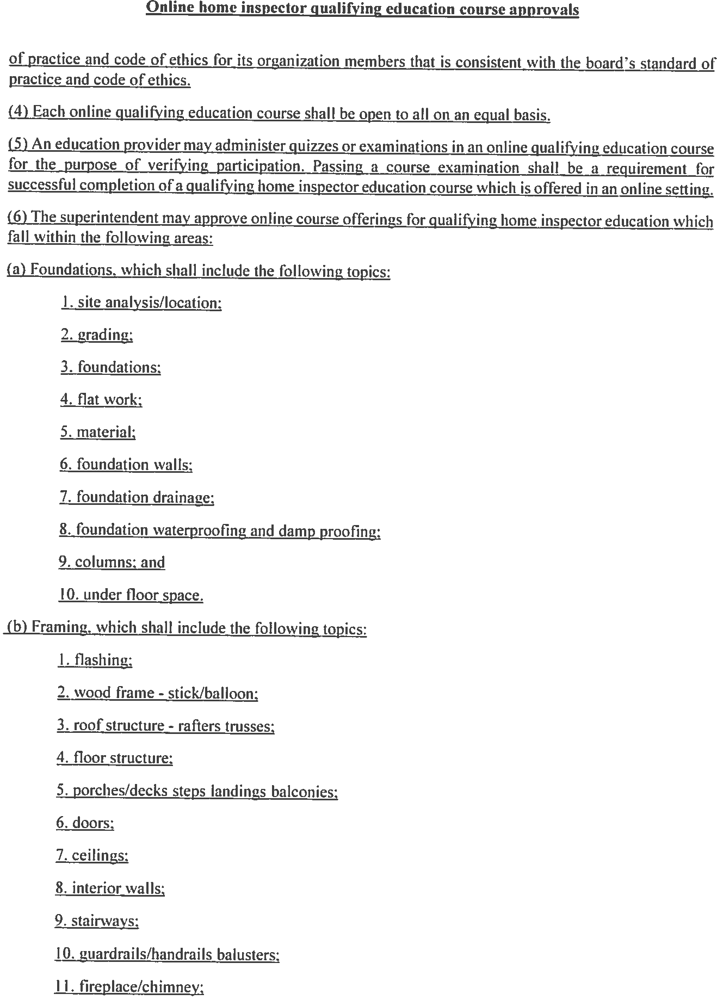 Online home inspector qualifying education course approvals
of practice and code of ethics for its organization members that is consistent with the board's standard of
practice and code of ethics.
(4) Each online qualifying education course shall be open to all on an equal basis.
(5) An education provider may administer quizzes or examinations in an online qualifying education course
for the purpose of verifying participation. Passing a course examination shall be a requirement for
successful completion of a qualifying home inspector education course which is offered in an online setting.
(6) The superintendent may approve online course offerings for qualifying home inspector education which
fall within the following areas:
(a) Foundations, which shall include the following topics:
1. site analysis/location;
2. grading;
3. foundations;
4. flat work;
5. material;
6. foundation walls;
7. foundation drainage;
8. foundation waterproofing and damp proofing;
9. columns; and
10. under floor space.
(b) Framing, which shall include the following topics:
1. flashing;
2. wood frame - stick/balloon;
3. roof structure - rafters trusses;
4. floor structure;
5. porches/decks steps landings balconies;
6. doors;
7. ceilings;
8. interior walls;
9. stairways;
10. guardrails/handrails balusters;
11. fireplace/chimney;